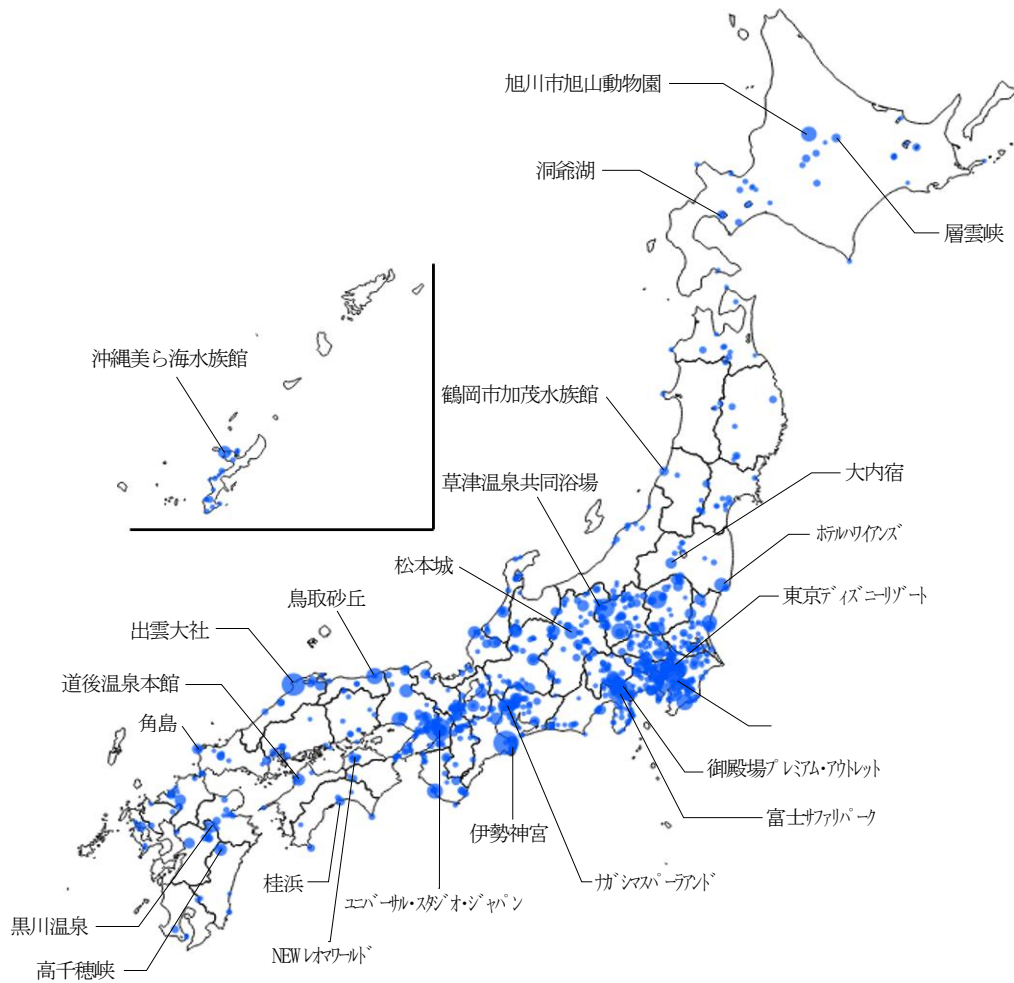 旭川市旭山動物園
洞爺湖
層雲峡
沖縄美ら海水族館
鶴岡市加茂水族館
草津温泉共同浴場
大内宿
ホテルハワイアンズ
松本城
東京ディズニーリゾート
鳥取砂丘
出雲大社
道後温泉本館
角島
御殿場プレミアム・アウトレット
富士サファリパーク
伊勢神宮
ナガシマスパーラアンド
桂浜
ユニバーサル・スタジオ・ジャパン
黒川温泉
NEWレオマワールド
高千穂峡